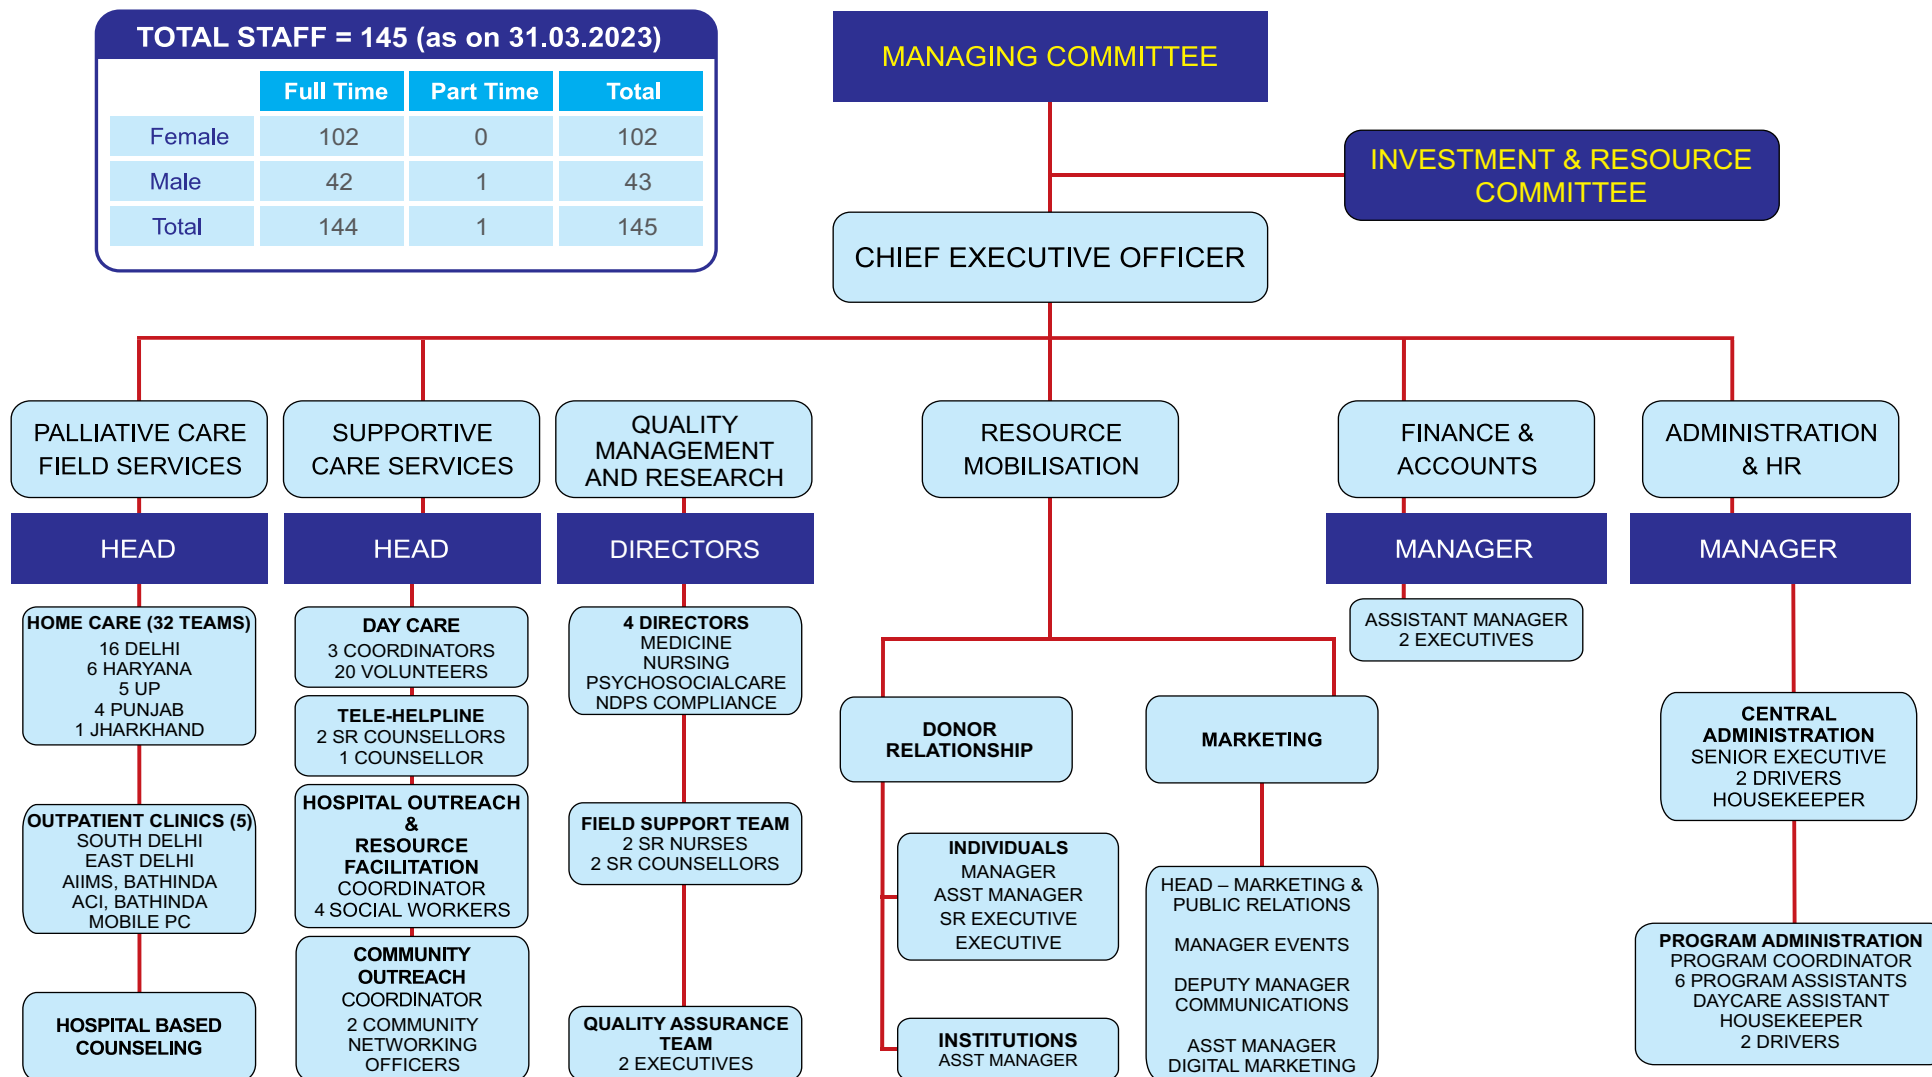 TOTAL STAFF = 145 (as on 31.03.2023)
Full Time Part Time Total
Female 102 0 102
Male 42 1 43
Total 144 1 145
MANAGING COMMITTEE
INVESTMENT & RESOURCE
COMMITTEE
CHIEF EXECUTIVE OFFICER
PALLIATIVE CARE
FIELD SERVICES
HEAD
HOME CARE (32 TEAMS)
16 DELHI
6 HARYANA
5 UP
4 PUNJAB
1 JHARKHAND
OUTPATIENT CLINICS (5)
SOUTH DELHI
EAST DELHI
AIIMS, BATHINDA
ACI, BATHINDA
MOBILE PC
HOSPITAL BASED
COUNSELING
SUPPORTIVE
CARE SERVICES
HEAD
DAY CARE
3 COORDINATORS
20 VOLUNTEERS
TELE-HELPLINE
2 SR COUNSELLORS
1 COUNSELLOR
HOSPITAL OUTREACH
&
RESOURCE
FACILITATION
COORDINATOR
4 SOCIAL WORKERS
COMMUNITY
OUTREACH
COORDINATOR
2 COMMUNITY
NETWORKING
OFFICERS
QUALITY
MANAGEMENT
AND RESEARCH
DIRECTORS
4 DIRECTORS
MEDICINE
NURSING
PSYCHOSOCIALCARE
NDPS COMPLIANCE
FIELD SUPPORT TEAM
2 SR NURSES
2 SR COUNSELLORS
QUALITY ASSURANCE
TEAM
2 EXECUTIVES
RESOURCE
MOBILISATION
DONOR
RELATIONSHIP
INDIVIDUALS
MANAGER
ASST MANAGER
SR EXECUTIVE
EXECUTIVE
INSTITUTIONS
ASST MANAGER
MARKETING
HEAD – MARKETING &
PUBLIC RELATIONS
MANAGER EVENTS
DEPUTY MANAGER
COMMUNICATIONS
ASST MANAGER
DIGITAL MARKETING
FINANCE &
ACCOUNTS
MANAGER
ASSISTANT MANAGER
2 EXECUTIVES
ADMINISTRATION
& HR
MANAGER
CENTRAL
ADMINISTRATION
SENIOR EXECUTIVE
2 DRIVERS
HOUSEKEEPER
PROGRAM ADMINISTRATION
PROGRAM COORDINATOR
6 PROGRAM ASSISTANTS
DAYCARE ASSISTANT
HOUSEKEEPER
2 DRIVERS